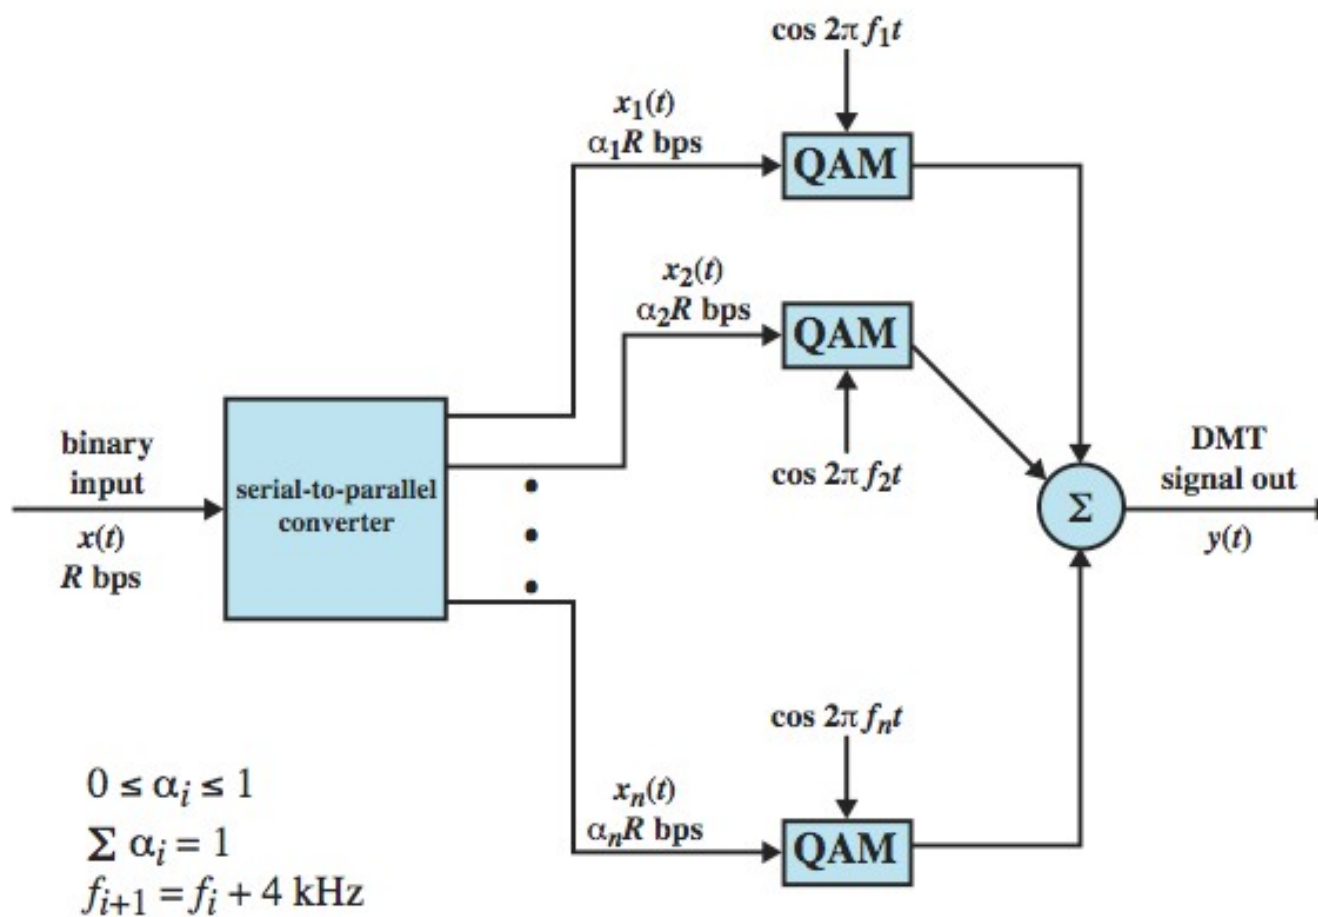 cos 2π f₁t
x₁(t)
α₁R bps
QAM
x₂(t)
α₂R bps
QAM
cos 2π f₂t
binary
input
x(t)
R bps
serial-to-parallel
converter
Σ
DMT
signal out
y(t)
cos 2π fₙt
xₙ(t)
αₙR bps
QAM
0 ≤ αᵢ ≤ 1
Σ αᵢ = 1
fᵢ₊₁ = fᵢ + 4 kHz